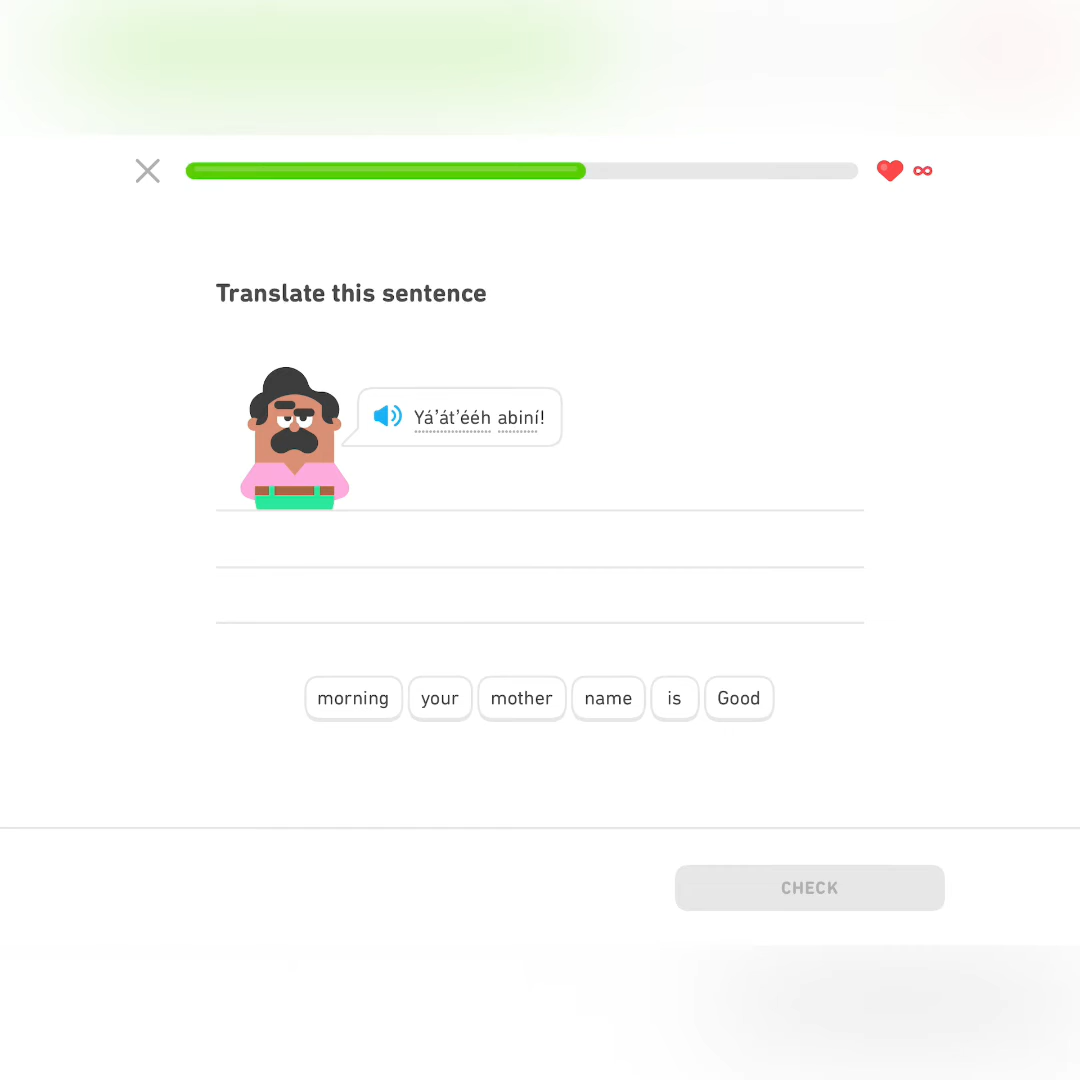 ∞
Translate this sentence
Yá’át’ééh abiní!
morning your mother name is Good
CHECK